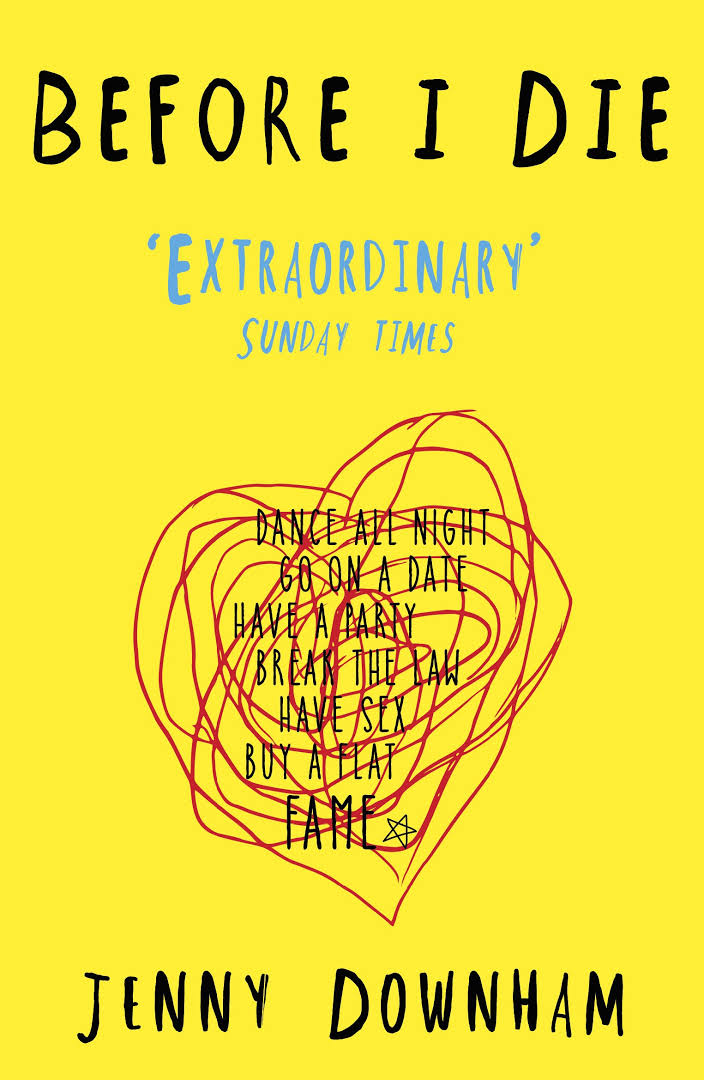 BEFORE I DIE
‘EXTRAORDINARY’
SUNDAY TIMES
DANCE ALL NIGHT
GO ON A DATE
HAVE A PARTY
BREAK THE LAW
HAVE SEX
BUY A FLAT
FAME
JENNY DOWNHAM